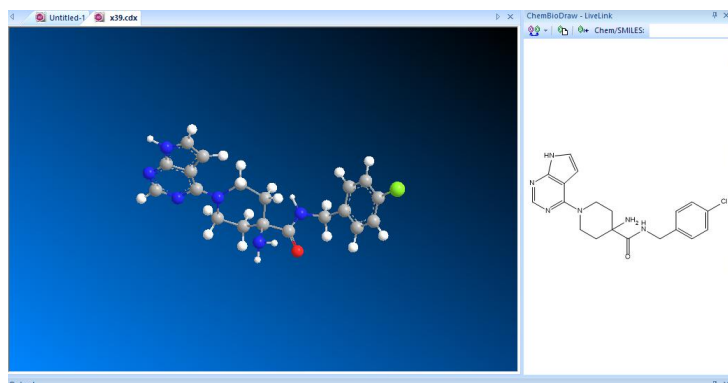 Untitled-1
x39.cdx
ChemBioDraw - LiveLink
Chem/SMILES:
HN
N
N
N
NH₂
H
N
O
Cl